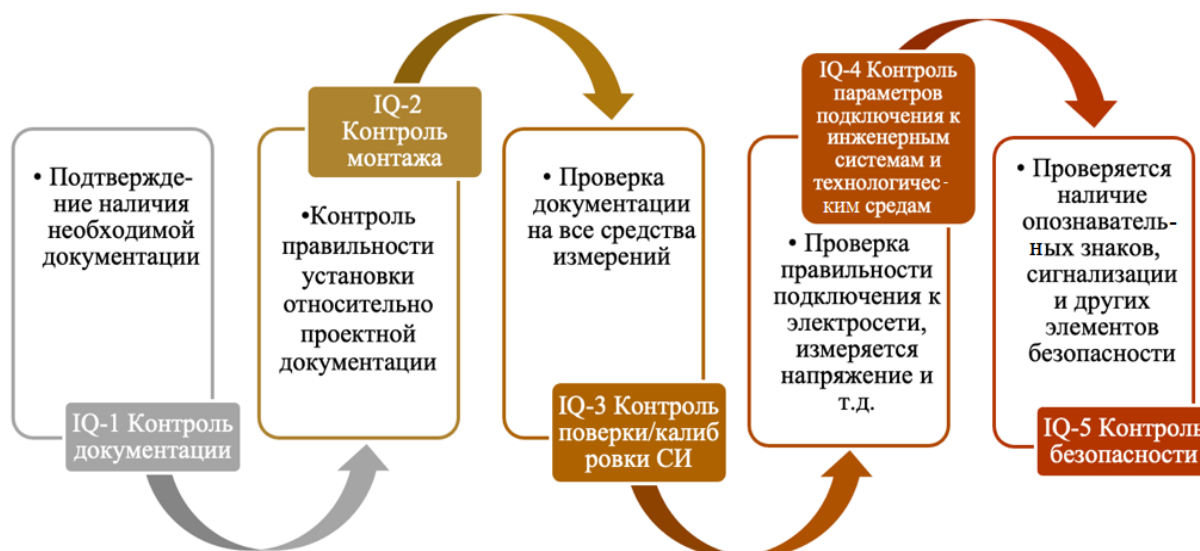 • Подтвержде-
ние наличия
необходимой
документации
IQ-1 Контроль
документации
IQ-2
Контроль
монтажа
•Контроль
правильности
установки
относительно
проектной
документации
• Проверка
документации
на все средства
измерений
IQ-3 Контроль
поверки/калиб
ровки СИ
IQ-4 Контроль
параметров
подключения к
инженерным
системам и
технологичес-
ким средам
• Проверка
правильности
подключения к
электросети,
измеряется
напряжение и
т.д.
• Проверяется
наличие
опознаватель-
ных знаков,
сигнализации
и других
элементов
безопасности
IQ-5 Контроль
безопасности